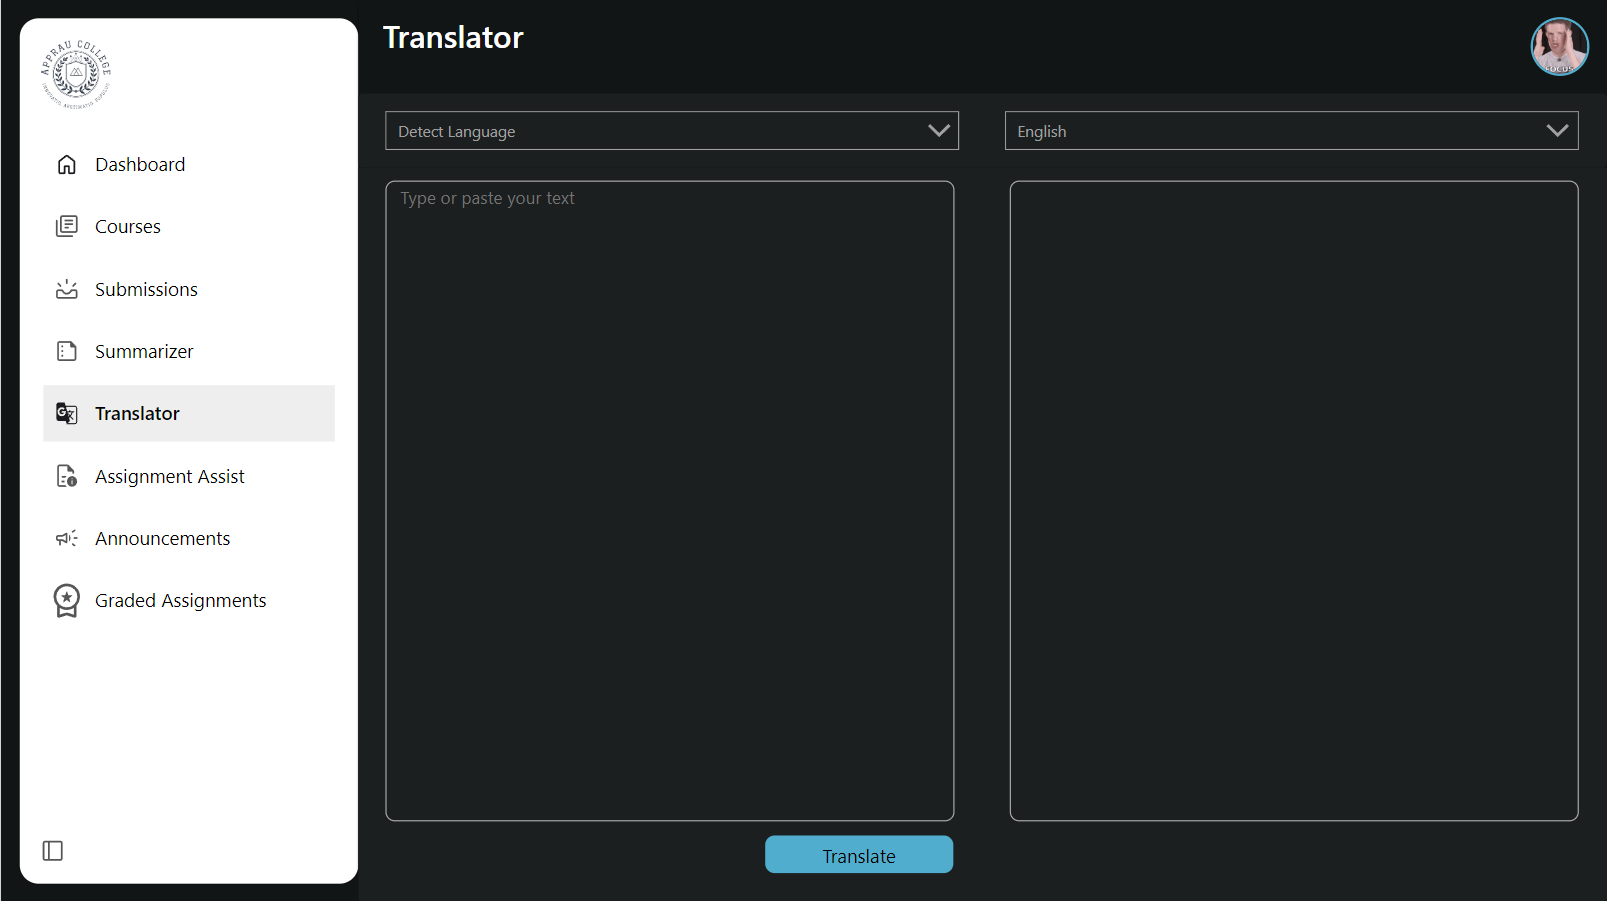 APPRAU COLLEGE
Translator
Detect Language
English
Type or paste your text
Dashboard
Courses
Submissions
Summarizer
Translator
Assignment Assist
Announcements
Graded Assignments
Translate